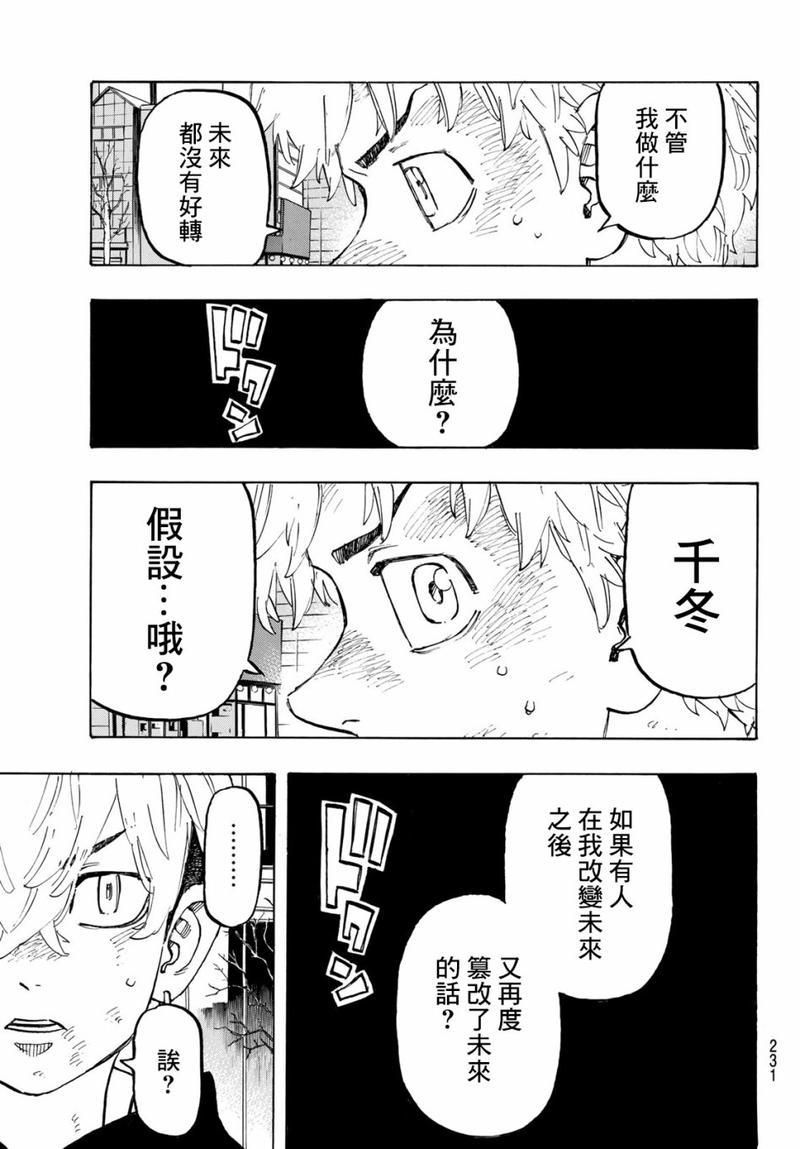 不管
我做什麼
未來
都沒有好轉
為什麼?
ドクン
千冬
假設…哦?
如果有人
在我改變未來
之後
又再度
篡改了未來
的話?
ドクン
………
誒?
231